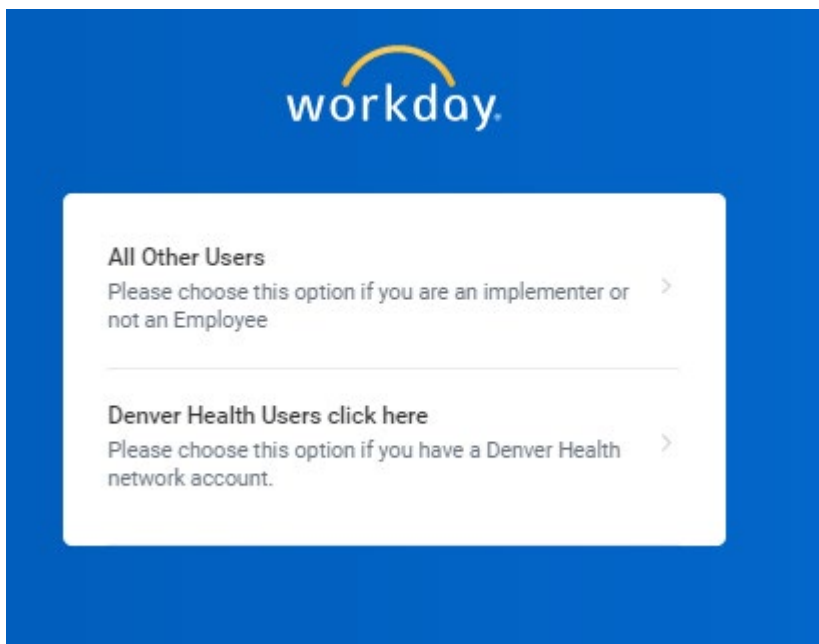 workday.
All Other Users
Please choose this option if you are an implementer or
not an Employee
Denver Health Users click here
Please choose this option if you have a Denver Health
network account.